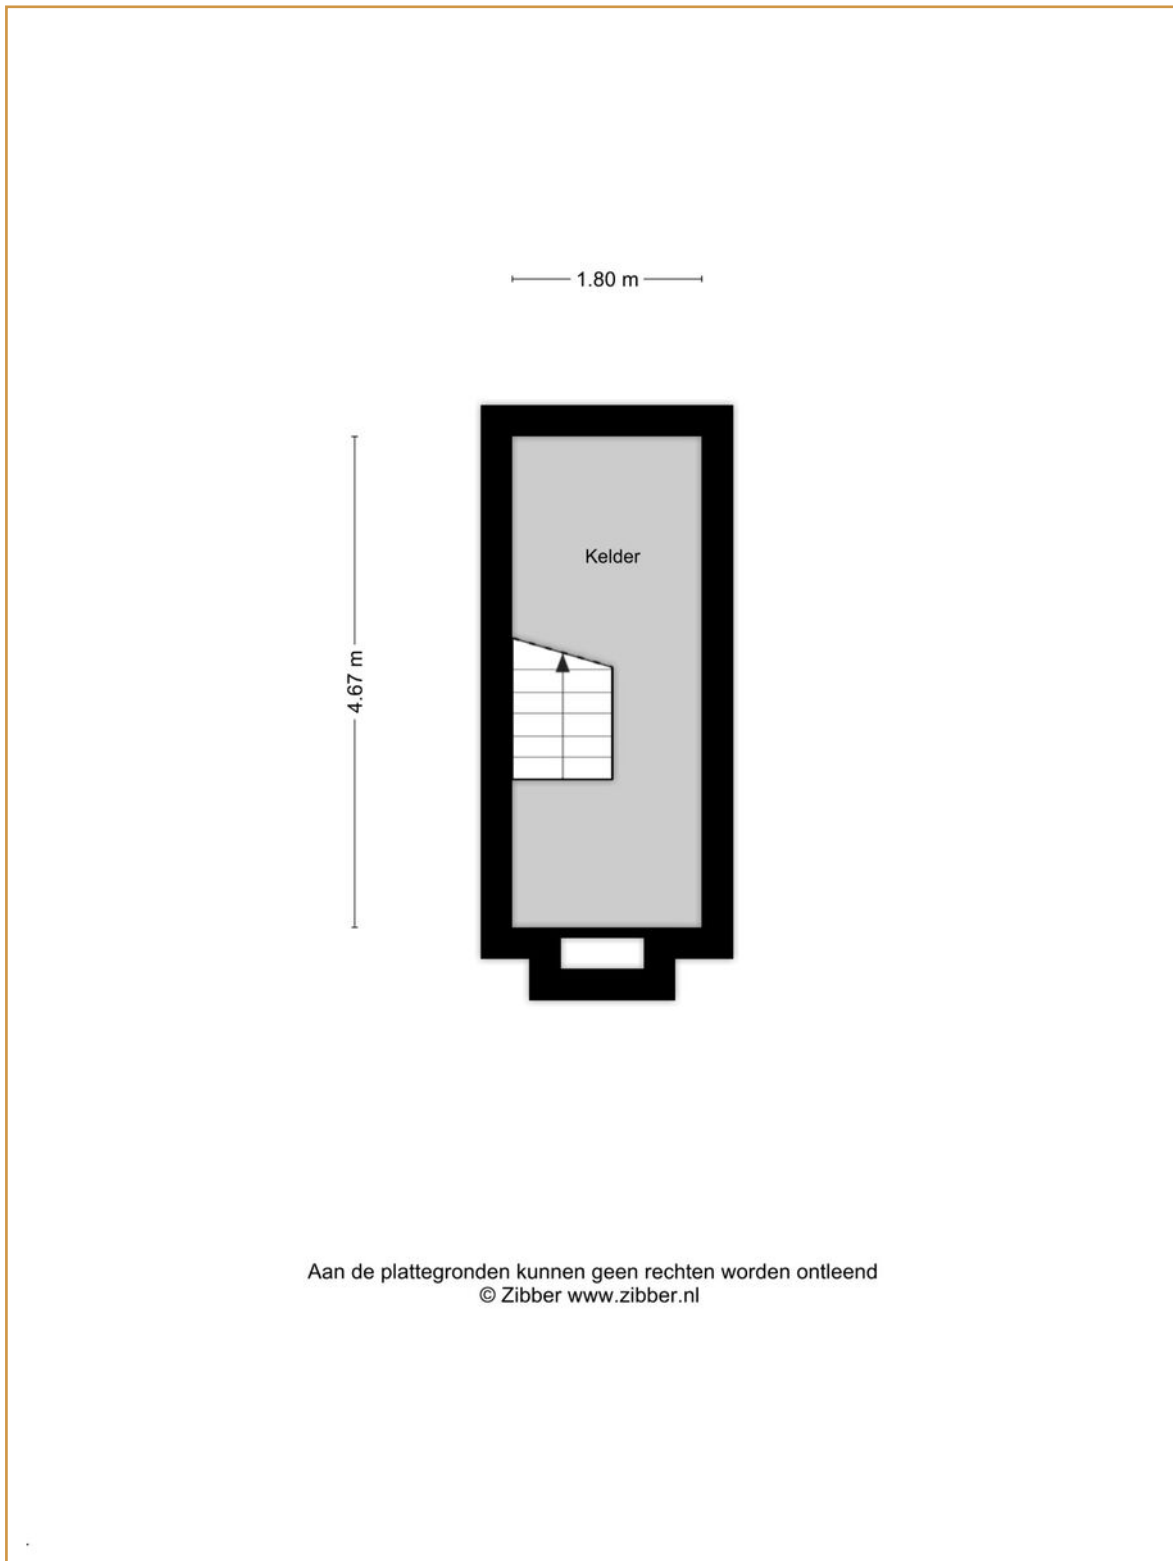 1.80 m
Kelder
4.67 m
Aan de plattegronden kunnen geen rechten worden ontleend
© Zibber www.zibber.nl